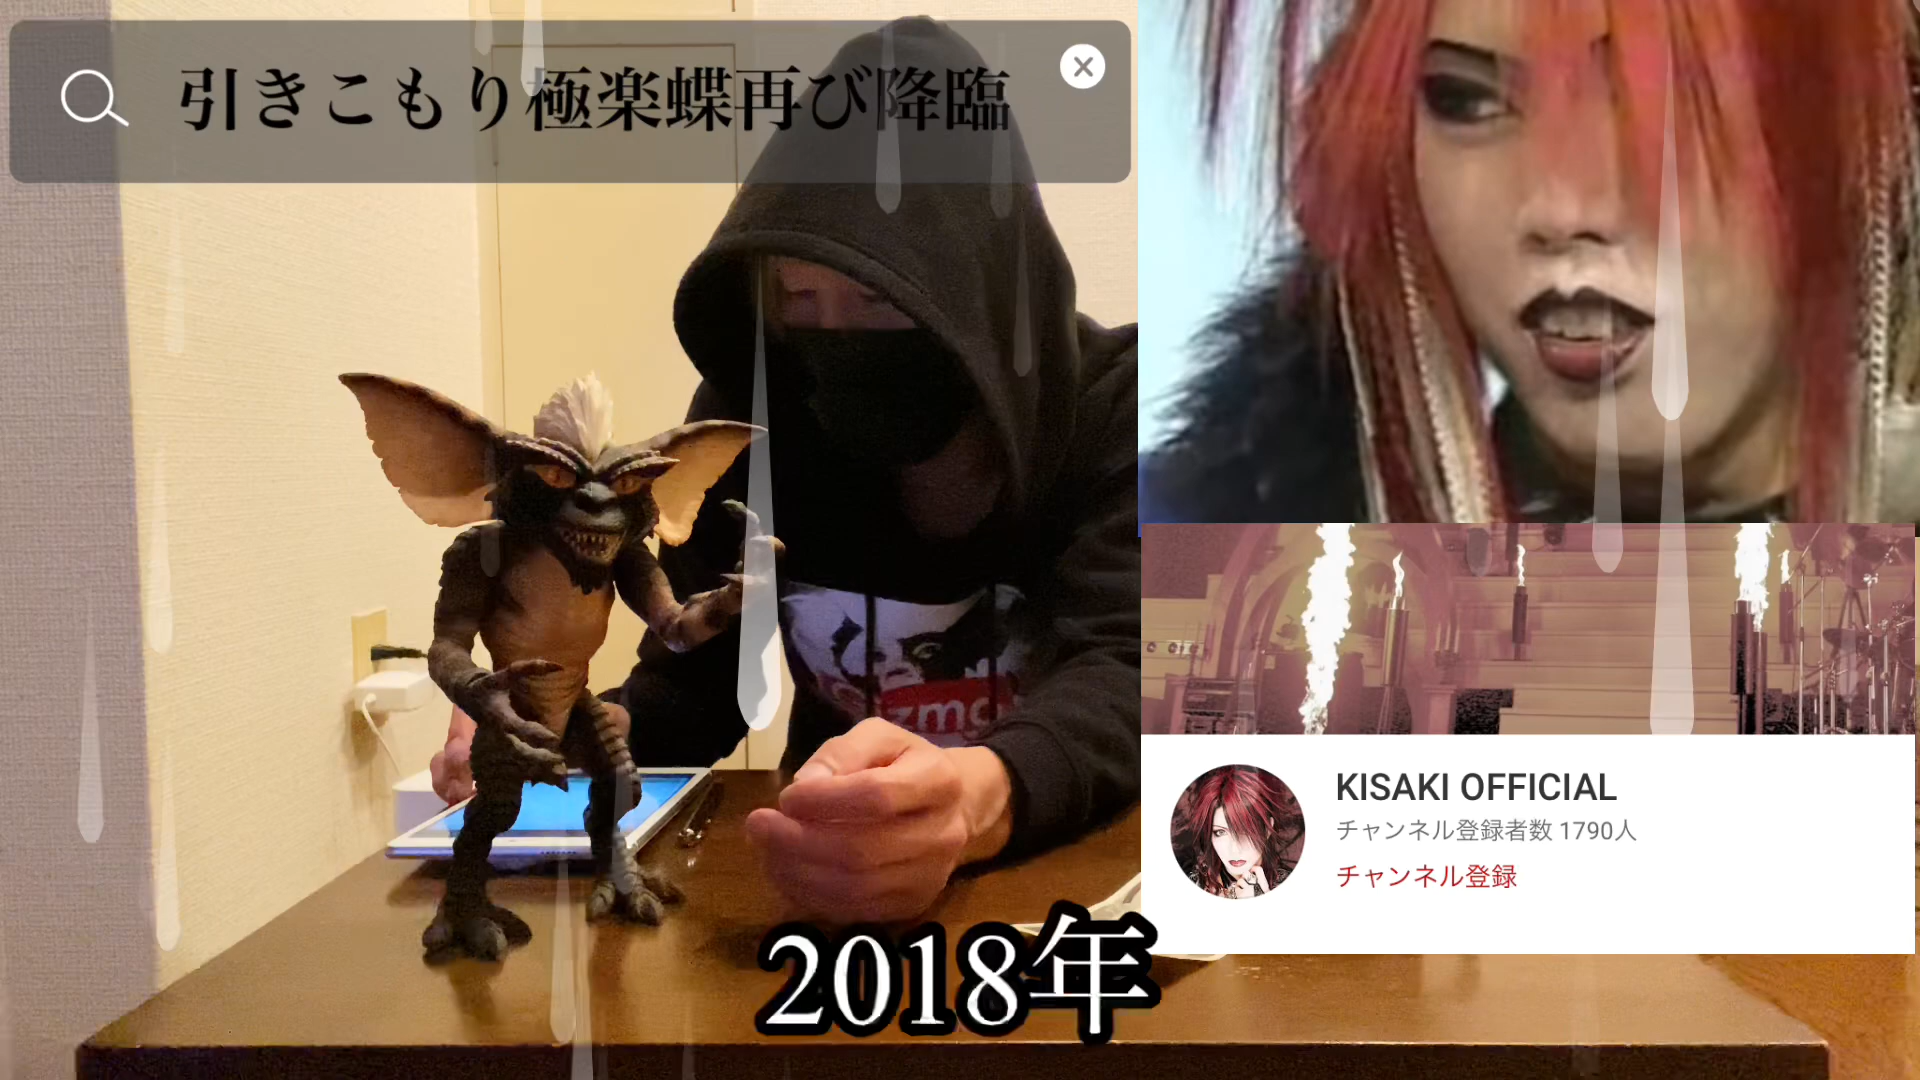 引きこもり極楽蝶再び降臨
zmo
KISAKI OFFICIAL
チャンネル登録者数 1790人
チャンネル登録
2018年